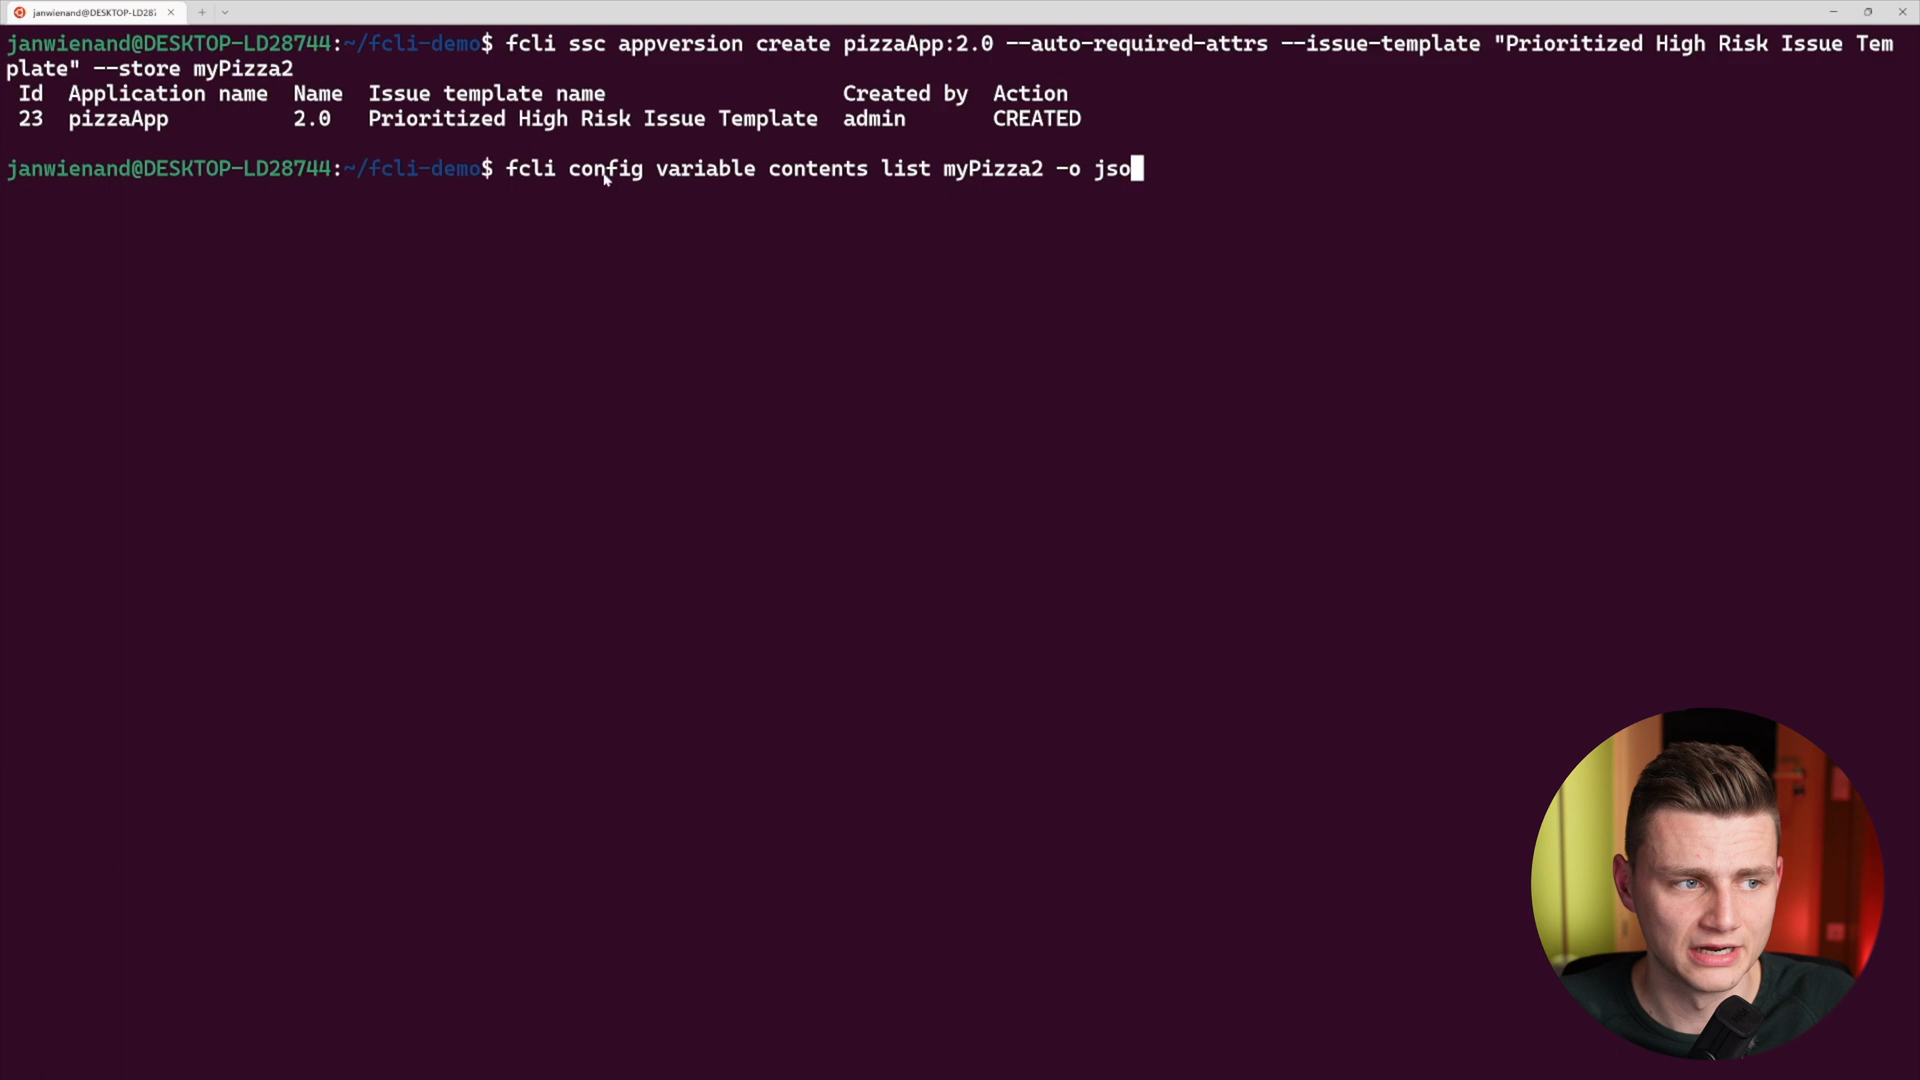 janwienand@DESKTOP-LD28
janwienand@DESKTOP-LD28744:~/fcli-demo$ fcli ssc appversion create pizzaApp:2.0 --auto-required-attrs --issue-template "Prioritized High Risk Issue Tem
plate" --store myPizza2
Id Application name Name Issue template name Created by Action
23 pizzaApp 2.0 Prioritized High Risk Issue Template admin CREATED
janwienand@DESKTOP-LD28744:~/fcli-demo$ fcli config variable contents list myPizza2 -o jso